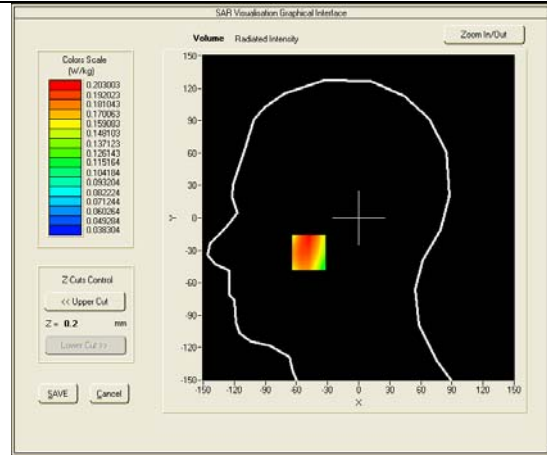 SAR Visualisation Graphical Interface
Volume Radiated Intensity
Zoom In/Out
Colors Scale
(W/kg)
0.203003
0.192023
0.181043
0.170063
0.159083
0.148103
0.137123
0.126143
0.115164
0.104184
0.093204
0.082224
0.071244
0.060264
0.049284
0.038304
Z Cuts Control
<< Upper Cut
Z = 0.2 mm
Lower Cut >>
SAVE Cancel
150-
120-
90-
60-
30-
Y 0-
-30-
-60-
-90-
-120-
-150-
-150 -120 -90 -60 -30 0 30 60 90 120 150
X